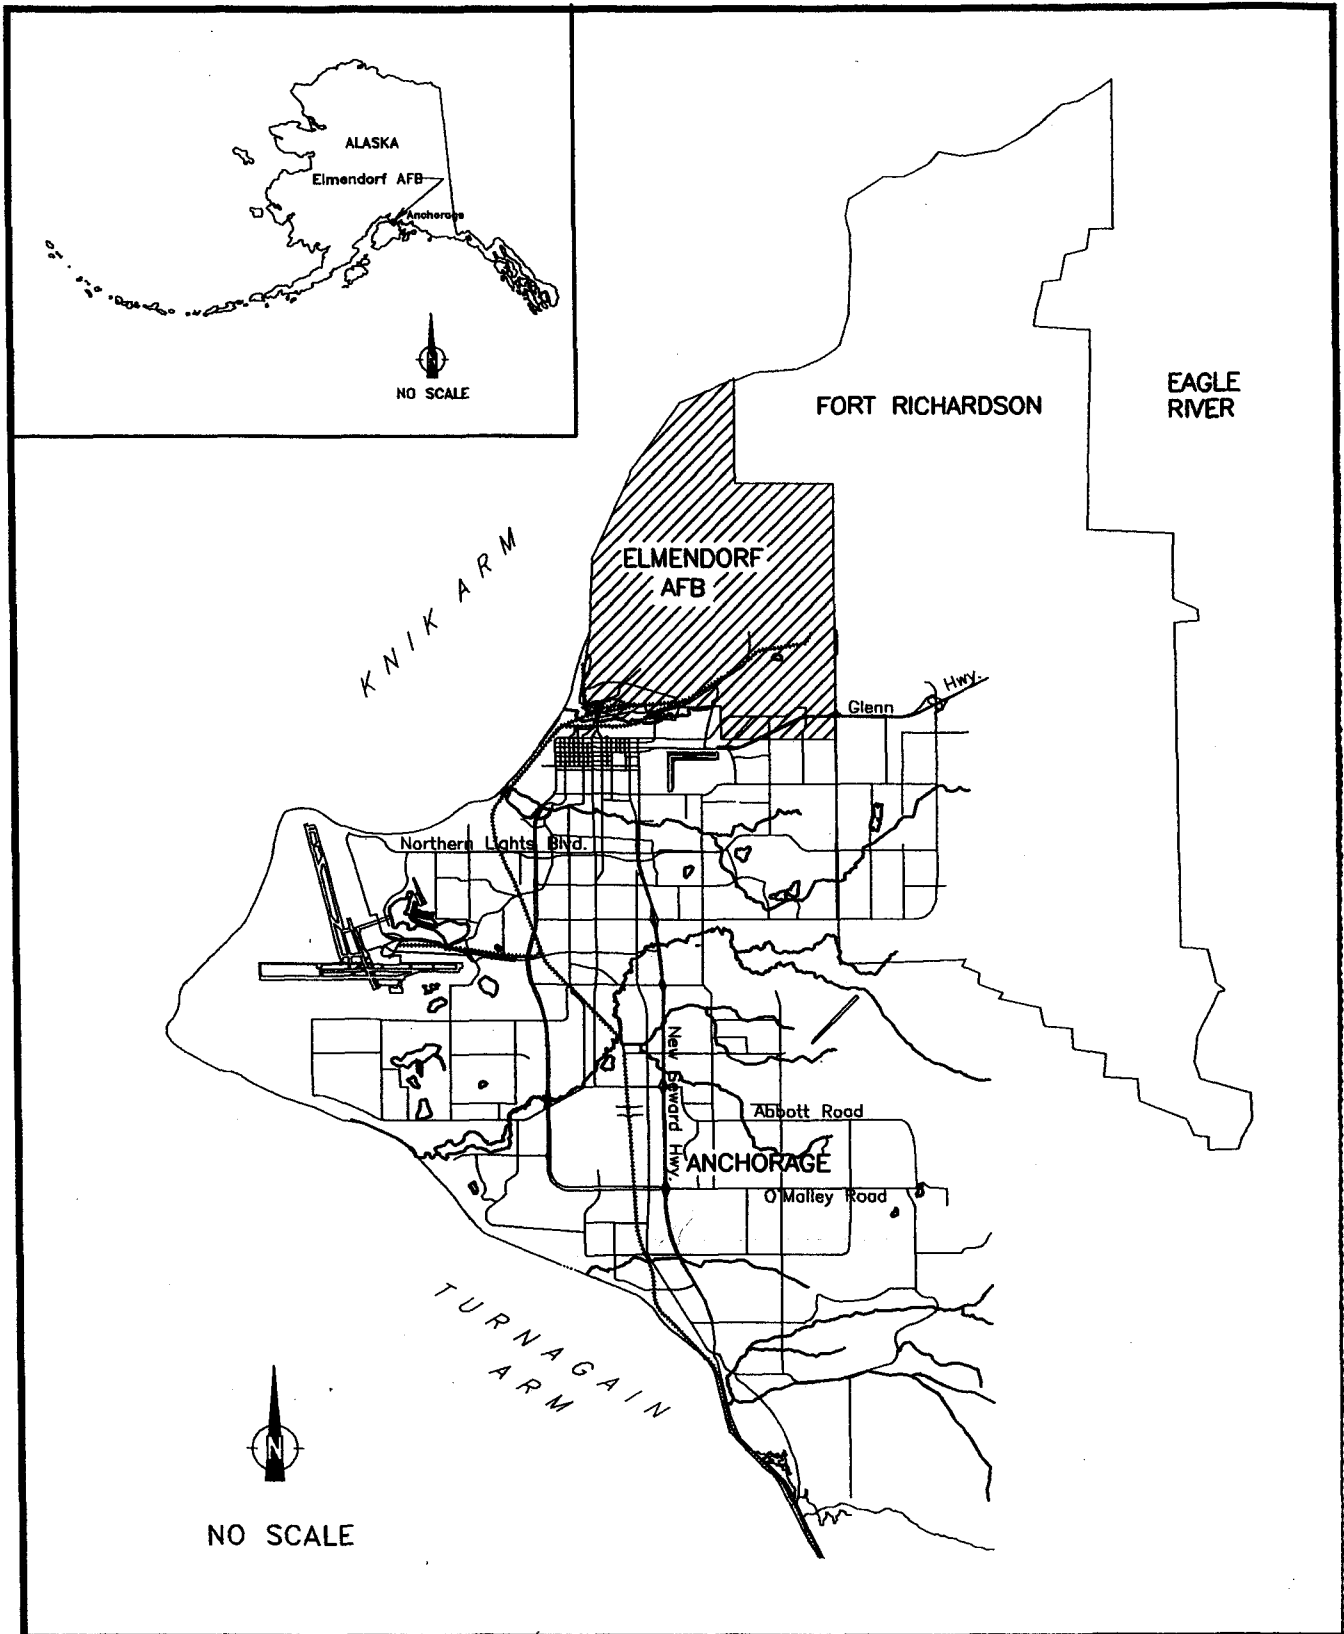 ALASKA
Elmendorf AFB
Anchorage
N
NO SCALE
FORT RICHARDSON
EAGLE
RIVER
KNIK ARM
ELMENDORF
AFB
Glenn Hwy.
Northern Lights Blvd.
New Seward Hwy.
Abbott Road
ANCHORAGE
O'Malley Road
TURNAGAIN
ARM
N
NO SCALE